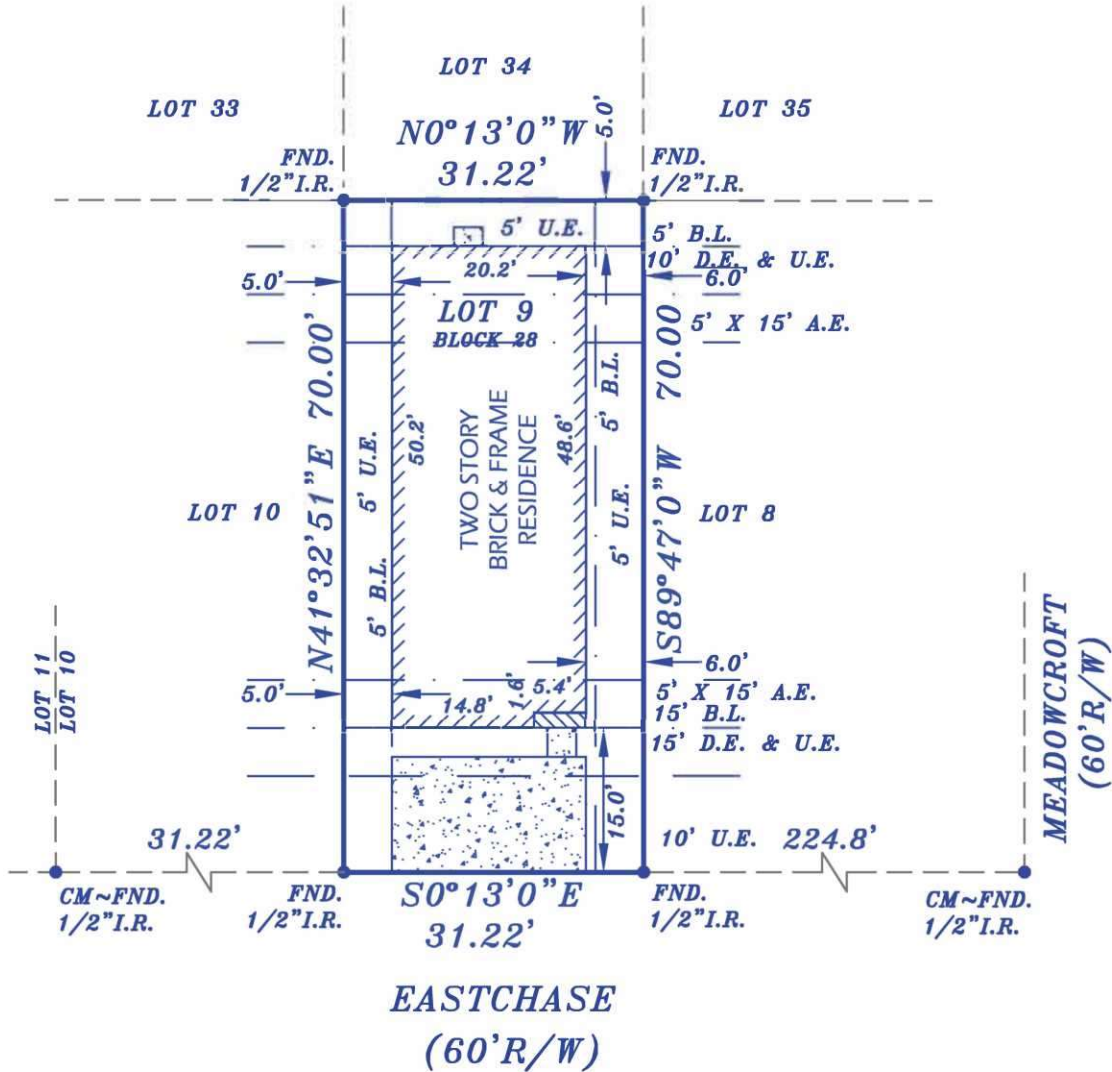 LOT 34
LOT 33
LOT 35
N0°13'0"W
31.22'
5.0'
FND.
1/2"I.R.
FND.
1/2"I.R.
5' U.E.
5' B.L.
10' D.E. & U.E.
5.0'
20.2'
6.0'
LOT 9
BLOCK 28
5' X 15' A.E.
N41°32'51"E 70.00'
5' U.E.
5' B.L.
50.2'
TWO STORY
BRICK & FRAME
RESIDENCE
48.6'
5' B.L.
5' U.E.
S89°47'0"W 70.00
LOT 10
LOT 8
LOT 11
LOT 10
MEADOWCROFT
(60'R/W)
5.0'
14.8'
1.6'
5.4'
6.0'
5' X 15' A.E.
15' B.L.
15' D.E. & U.E.
15.0'
31.22'
10' U.E.
224.8'
CM~FND.
1/2"I.R.
FND.
1/2"I.R.
S0°13'0"E
31.22'
FND.
1/2"I.R.
CM~FND.
1/2"I.R.
EASTCHASE
(60'R/W)